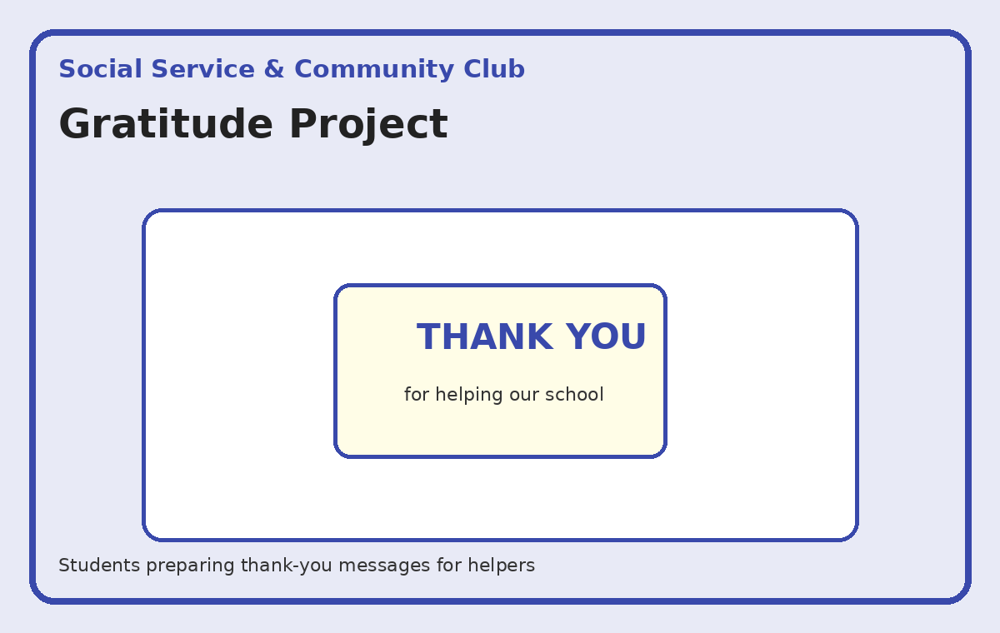 Social Service & Community Club
Gratitude Project
THANK YOU
for helping our school
Students preparing thank-you messages for helpers